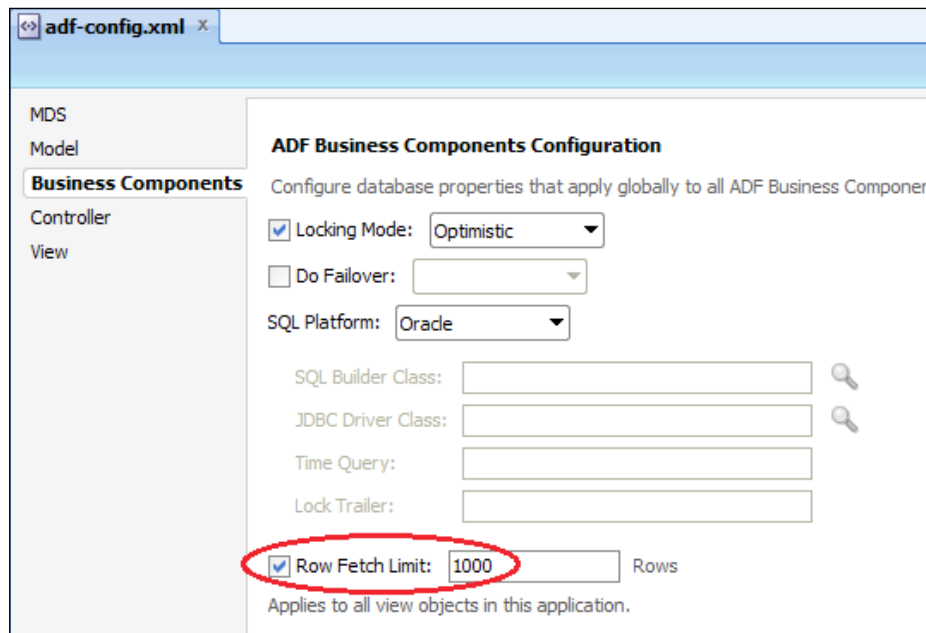 adf-config.xml x
MDS
Model
Business Components
Controller
View
ADF Business Components Configuration
Configure database properties that apply globally to all ADF Business Componer
Locking Mode: Optimistic
Do Failover:
SQL Platform: Oracle
SQL Builder Class:
JDBC Driver Class:
Time Query:
Lock Trailer:
Row Fetch Limit: 1000 Rows
Applies to all view objects in this application.